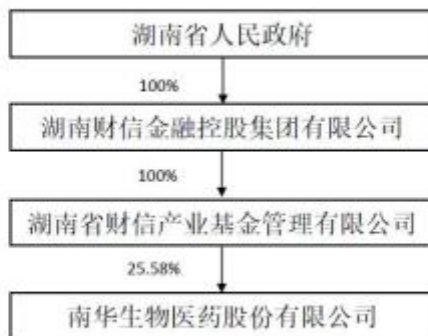 湖南省人民政府
100%
湖南财信金融控股集团有限公司
100%
湖南省财信产业基金管理有限公司
25.58%
南华生物医药股份有限公司